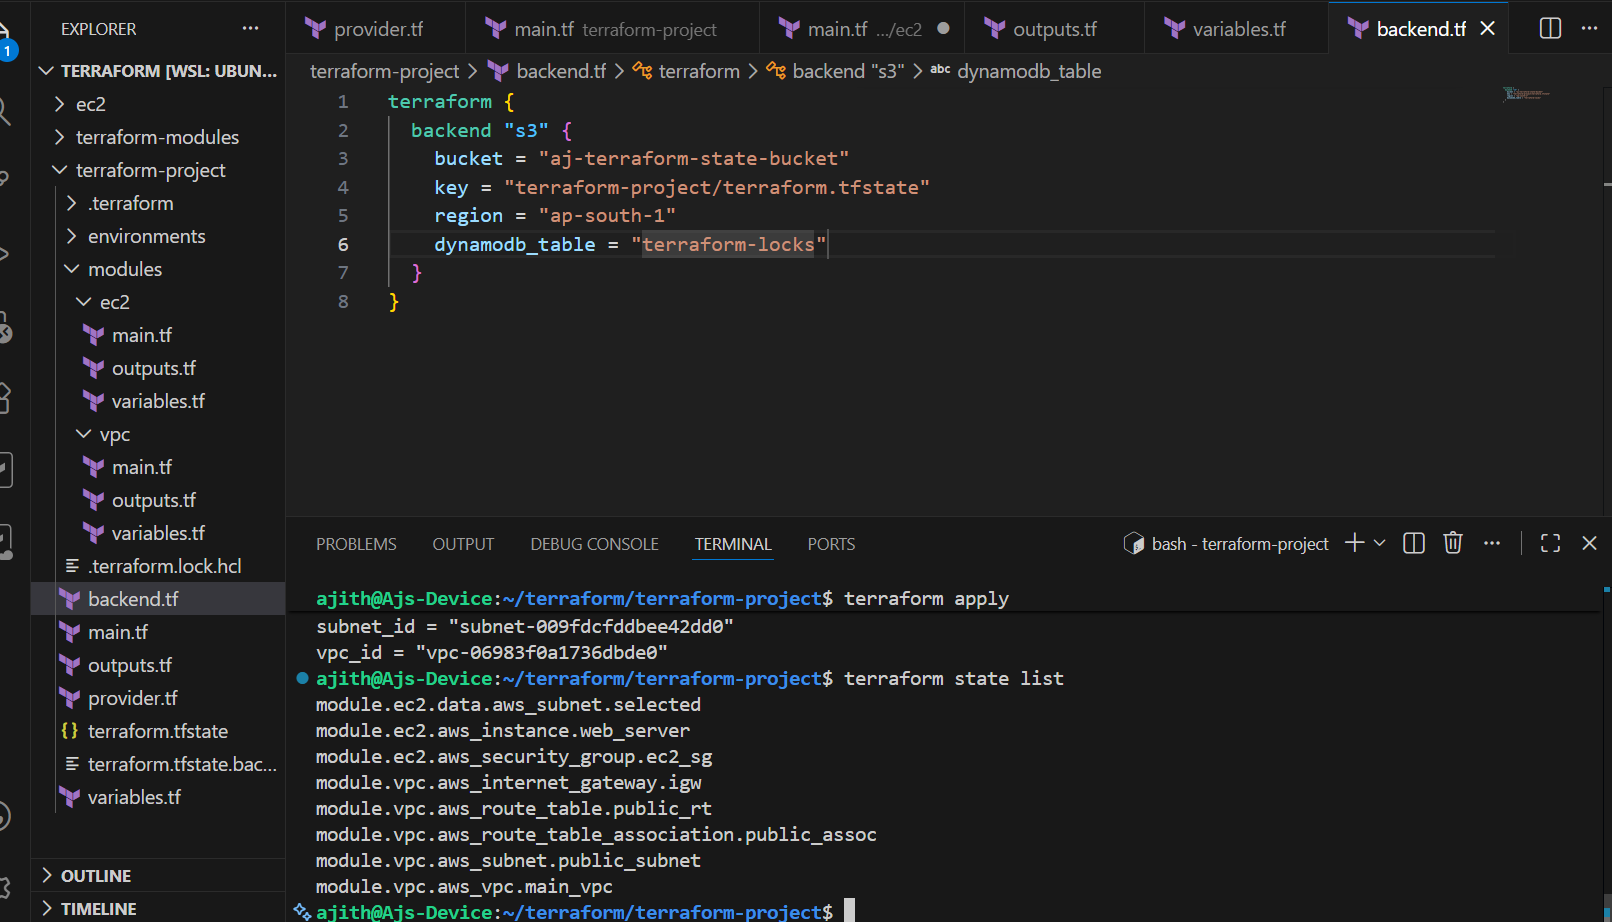 EXPLORER
1
TERRAFORM [WSL: UBUN...
ec2
terraform-modules
terraform-project
.terraform
environments
modules
ec2
main.tf
outputs.tf
variables.tf
vpc
main.tf
outputs.tf
variables.tf
.terraform.lock.hcl
backend.tf
main.tf
outputs.tf
provider.tf
{} terraform.tfstate
terraform.tfstate.bac...
variables.tf
OUTLINE
TIMELINE
provider.tf main.tf terraform-project main.tf .../ec2 outputs.tf variables.tf backend.tf
terraform-project > backend.tf > terraform > backend "s3" > abc dynamodb_table
1 terraform {
2 backend "s3" {
3 bucket = "aj-terraform-state-bucket"
4 key = "terraform-project/terraform.tfstate"
5 region = "ap-south-1"
6 dynamodb_table = "terraform-locks"
7 }
8 }
PROBLEMS OUTPUT DEBUG CONSOLE TERMINAL PORTS bash - terraform-project
ajith@Ajs-Device:~/terraform/terraform-project$ terraform apply
subnet_id = "subnet-009fdcfddbee42dd0"
vpc_id = "vpc-06983f0a1736dbde0"
ajith@Ajs-Device:~/terraform/terraform-project$ terraform state list
module.ec2.data.aws_subnet.selected
module.ec2.aws_instance.web_server
module.ec2.aws_security_group.ec2_sg
module.vpc.aws_internet_gateway.igw
module.vpc.aws_route_table.public_rt
module.vpc.aws_route_table_association.public_assoc
module.vpc.aws_subnet.public_subnet
module.vpc.aws_vpc.main_vpc
ajith@Ajs-Device:~/terraform/terraform-project$